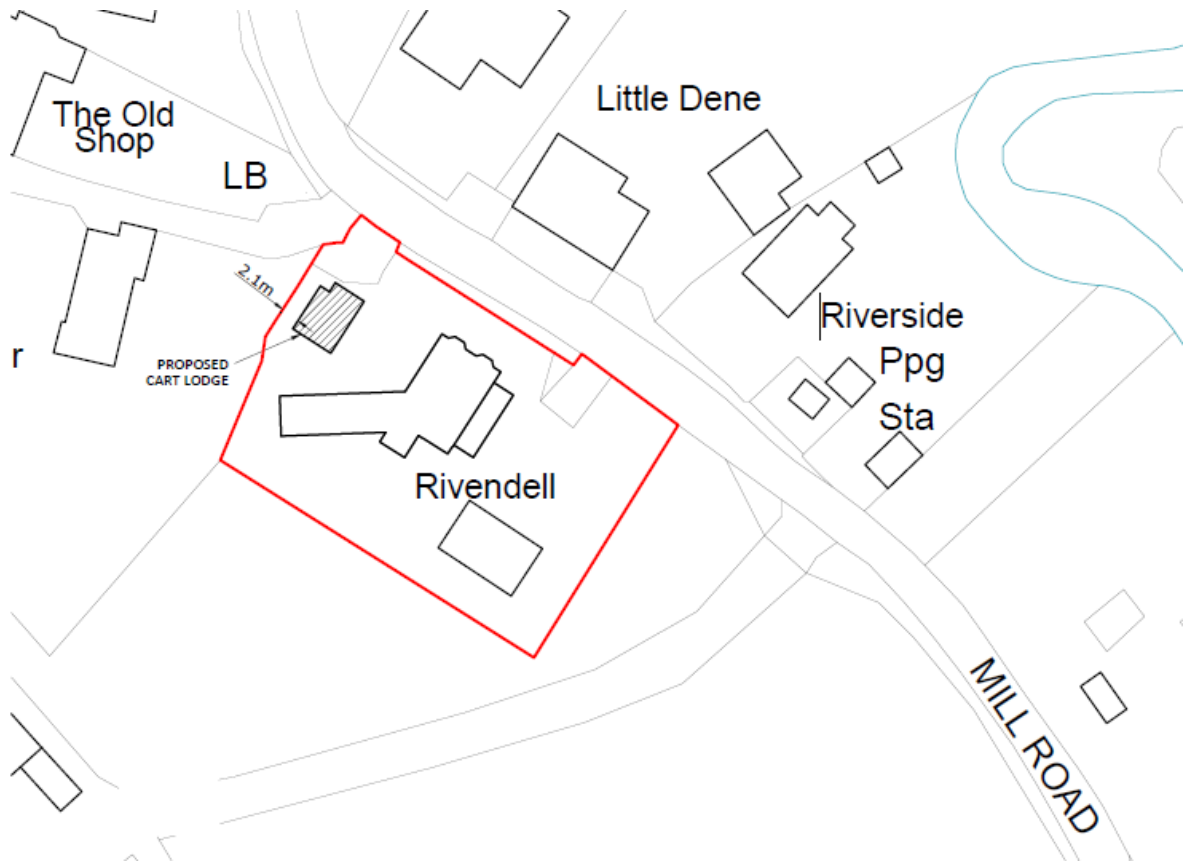 The Old
Shop
LB
Little Dene
2.1m
PROPOSED
CART LODGE
r
Riverside
Ppg
Sta
Rivendell
MILL ROAD